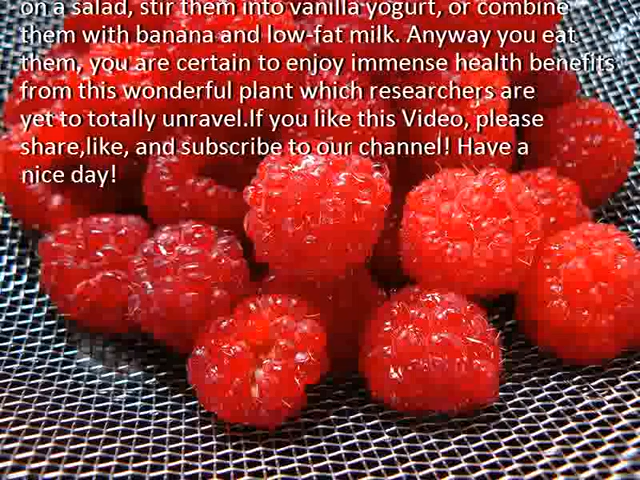 on a salad, stir them into vanilla yogurt, or combine
them with banana and low-fat milk. Anyway you eat
them, you are certain to enjoy immense health benefits
from this wonderful plant which researchers are
yet to totally unravel.If you like this Video, please
share,like, and subscribe to our channel! Have a
nice day!